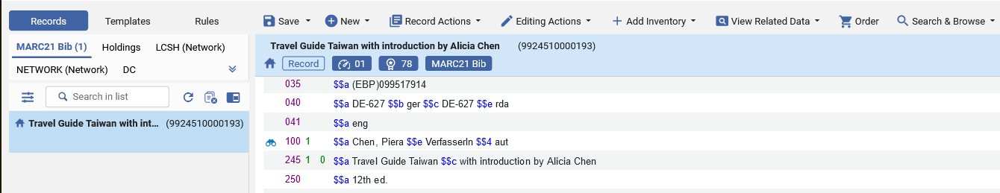 Records Templates Rules Save New Record Actions Editing Actions Add Inventory View Related Data Order Search & Browse
MARC21 Bib (1) Holdings LCSH (Network)
NETWORK (Network) DC
Search in list
Travel Guide Taiwan with int... (9924510000193)
Travel Guide Taiwan with introduction by Alicia Chen (9924510000193)
Record 01 78 MARC21 Bib
035 $$a (EBP)099517914
040 $$a DE-627 $$b ger $$c DE-627 $$e rda
041 $$a eng
100 1 $$a Chen, Piera $$e VerfasserIn $$4 aut
245 1 0 $$a Travel Guide Taiwan $$c with introduction by Alicia Chen
250 $$a 12th ed.